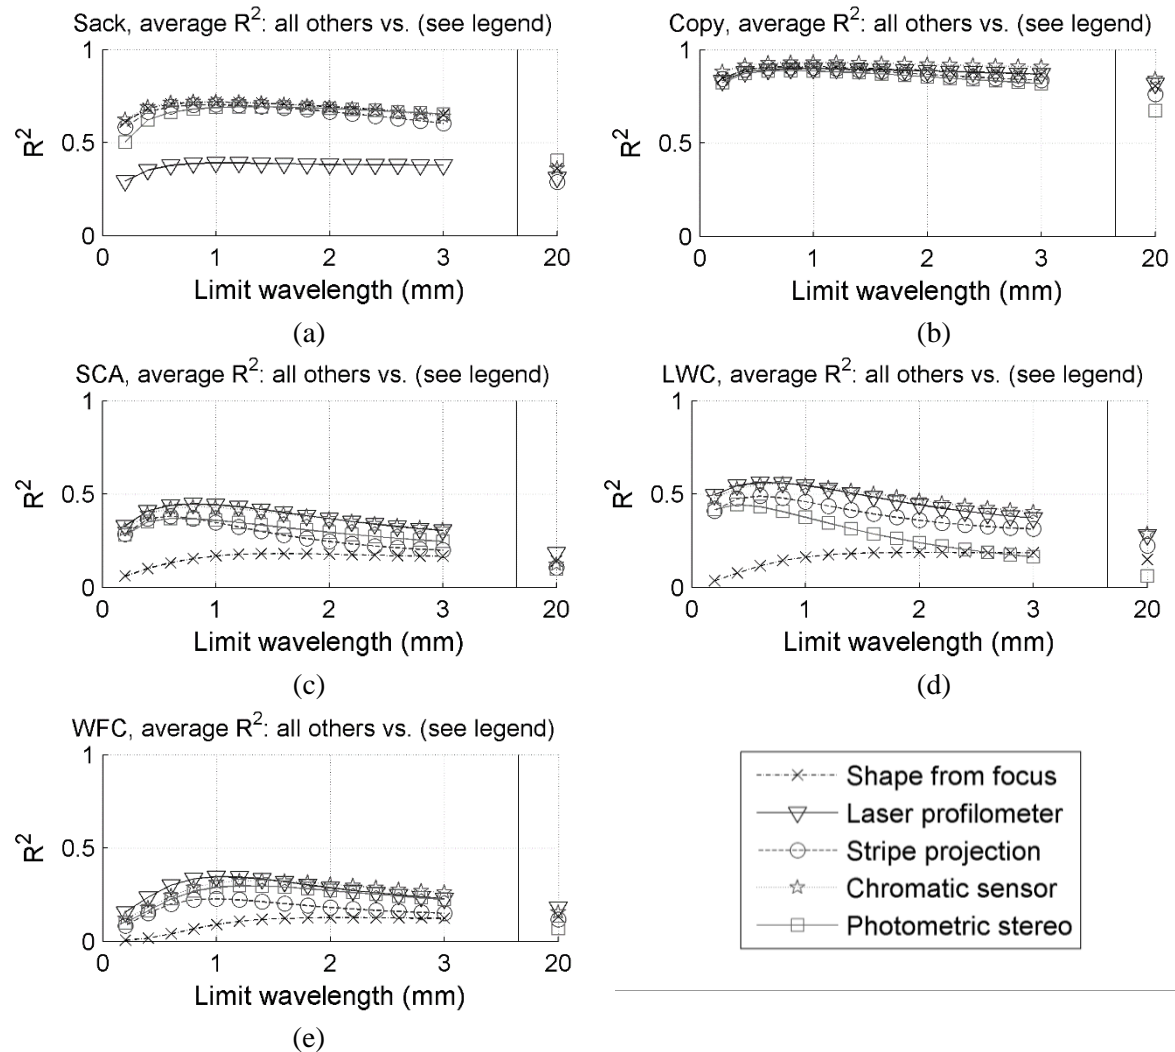 Sack, average R²: all others vs. (see legend)
1
0.5
0
R²
0 1 2 3 20
Limit wavelength (mm)
(a)
Copy, average R²: all others vs. (see legend)
1
0.5
0
R²
0 1 2 3 20
Limit wavelength (mm)
(b)
SCA, average R²: all others vs. (see legend)
1
0.5
0
R²
0 1 2 3 20
Limit wavelength (mm)
(c)
LWC, average R²: all others vs. (see legend)
1
0.5
0
R²
0 1 2 3 20
Limit wavelength (mm)
(d)
WFC, average R²: all others vs. (see legend)
1
0.5
0
R²
0 1 2 3 20
Limit wavelength (mm)
(e)
Shape from focus
Laser profilometer
Stripe projection
Chromatic sensor
Photometric stereo